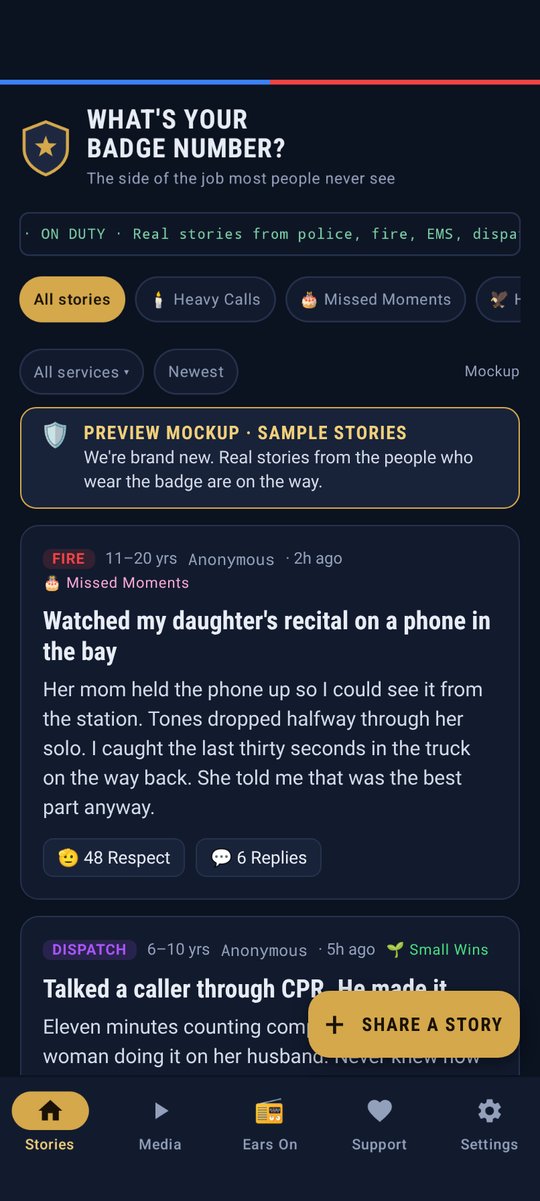 WHAT'S YOUR
BADGE NUMBER?
The side of the job most people never see
· ON DUTY · Real stories from police, fire, EMS, dispa
All stories
🕯️ Heavy Calls
🎂 Missed Moments
All services ▾
Newest
Mockup
PREVIEW MOCKUP · SAMPLE STORIES
We're brand new. Real stories from the people who
wear the badge are on the way.
FIRE 11–20 yrs Anonymous · 2h ago
🎂 Missed Moments
Watched my daughter's recital on a phone in
the bay
Her mom held the phone up so I could see it from
the station. Tones dropped halfway through her
solo. I caught the last thirty seconds in the truck
on the way back. She told me that was the best
part anyway.
🫡 48 Respect
💬 6 Replies
DISPATCH 6–10 yrs Anonymous · 5h ago 🌱 Small Wins
Talked a caller through CPR. He made it
Eleven minutes counting com
woman doing it on her husband. Never knew how
+ SHARE A STORY
Stories
Media
Ears On
Support
Settings